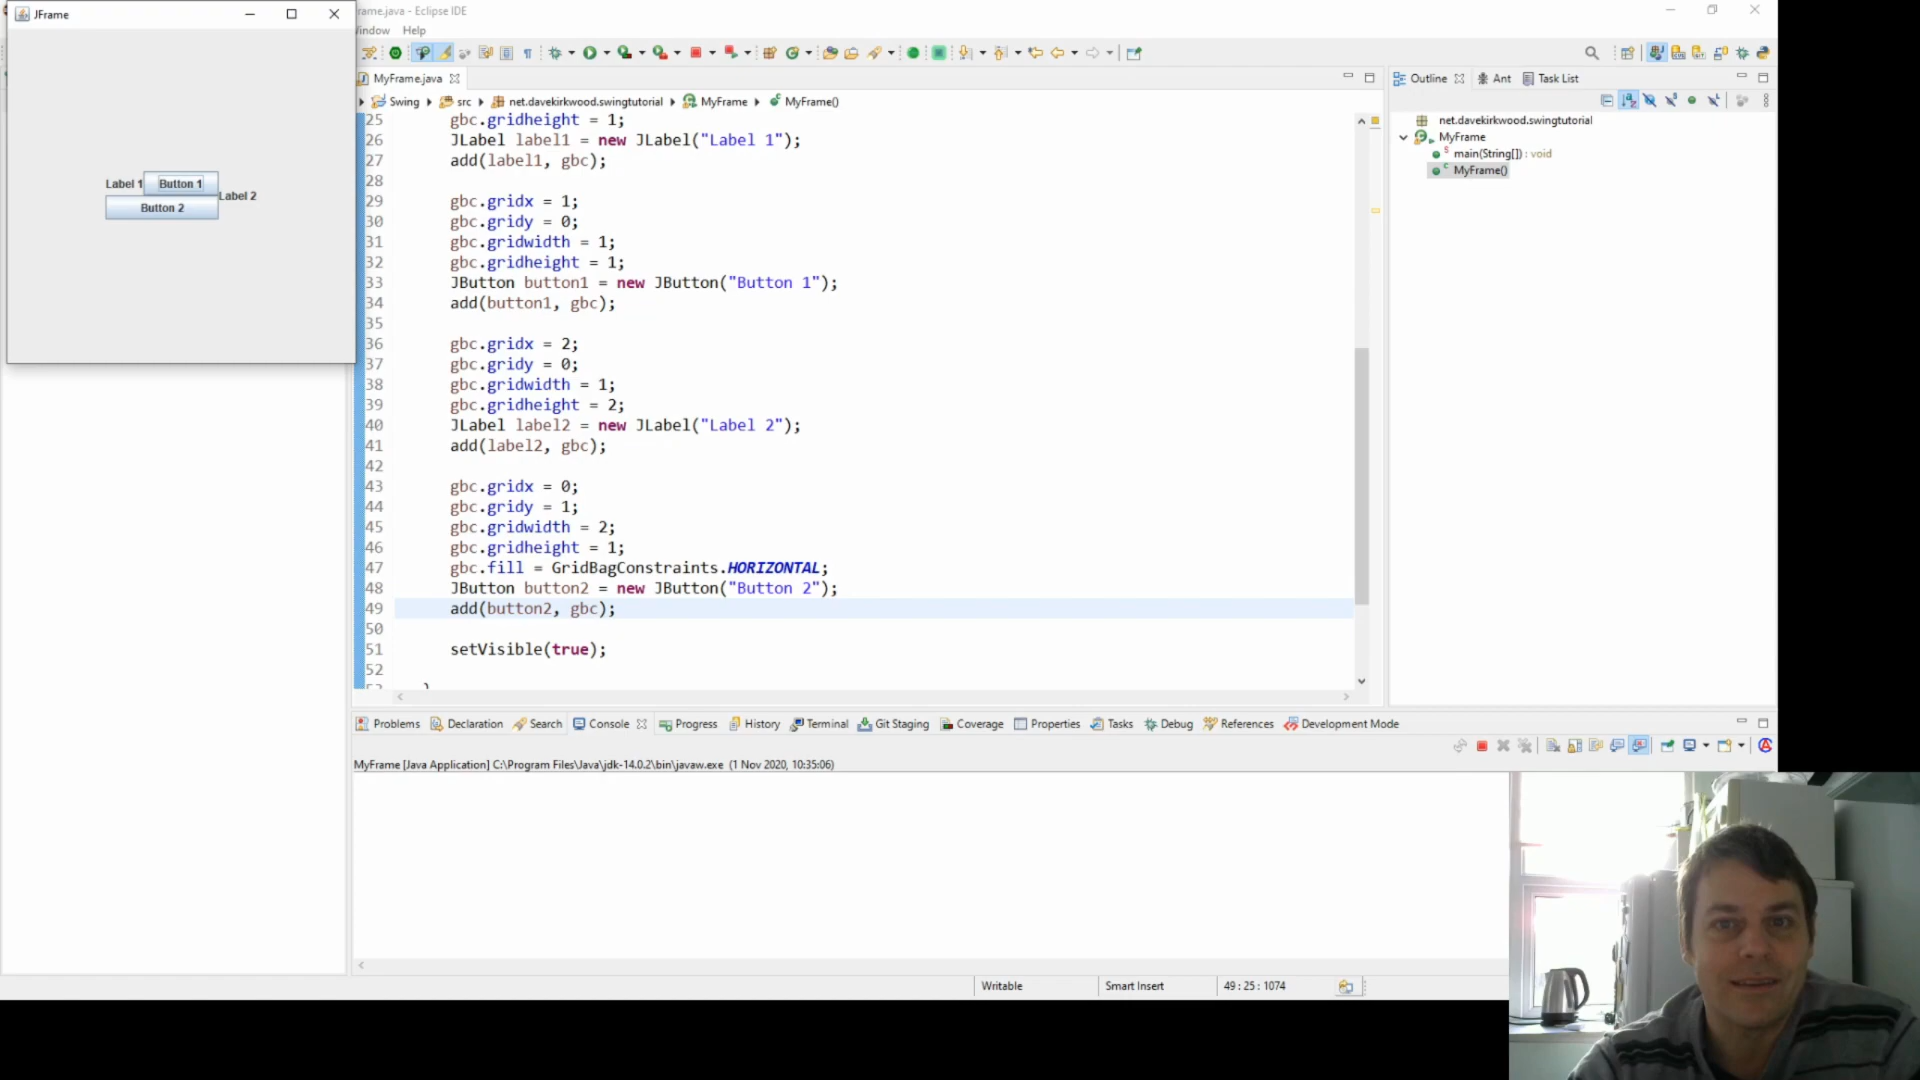 JFrame
frame.java - Eclipse IDE
Window Help
MyFrame.java
Swing src net.davekirkwood.swingtutorial MyFrame MyFrame()
Label 1 Button 1
Label 2
Button 2
25 gbc.gridheight = 1;
26 JLabel label1 = new JLabel("Label 1");
27 add(label1, gbc);
28
29 gbc.gridx = 1;
30 gbc.gridy = 0;
31 gbc.gridwidth = 1;
32 gbc.gridheight = 1;
33 JButton button1 = new JButton("Button 1");
34 add(button1, gbc);
35
36 gbc.gridx = 2;
37 gbc.gridy = 0;
38 gbc.gridwidth = 1;
39 gbc.gridheight = 2;
40 JLabel label2 = new JLabel("Label 2");
41 add(label2, gbc);
42
43 gbc.gridx = 0;
44 gbc.gridy = 1;
45 gbc.gridwidth = 2;
46 gbc.gridheight = 1;
47 gbc.fill = GridBagConstraints.HORIZONTAL;
48 JButton button2 = new JButton("Button 2");
49 add(button2, gbc);
50
51 setVisible(true);
52
Outline Ant Task List
net.davekirkwood.swingtutorial
MyFrame
main(String[]) : void
MyFrame()
Problems Declaration Search Console Progress History Terminal Git Staging Coverage Properties Tasks Debug References Development Mode
MyFrame [Java Application] C:\Program Files\Java\jdk-14.0.2\bin\javaw.exe (1 Nov 2020, 10:35:06)
Writable Smart Insert 49 : 25 : 1074